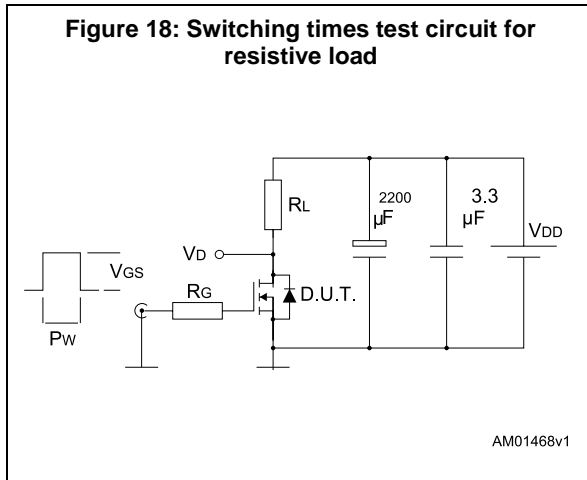 Figure 18: Switching times test circuit for
resistive load
RL
2200
μF
3.3
μF
VDD
VD
VGS
RG
D.U.T.
PW
AM01468v1